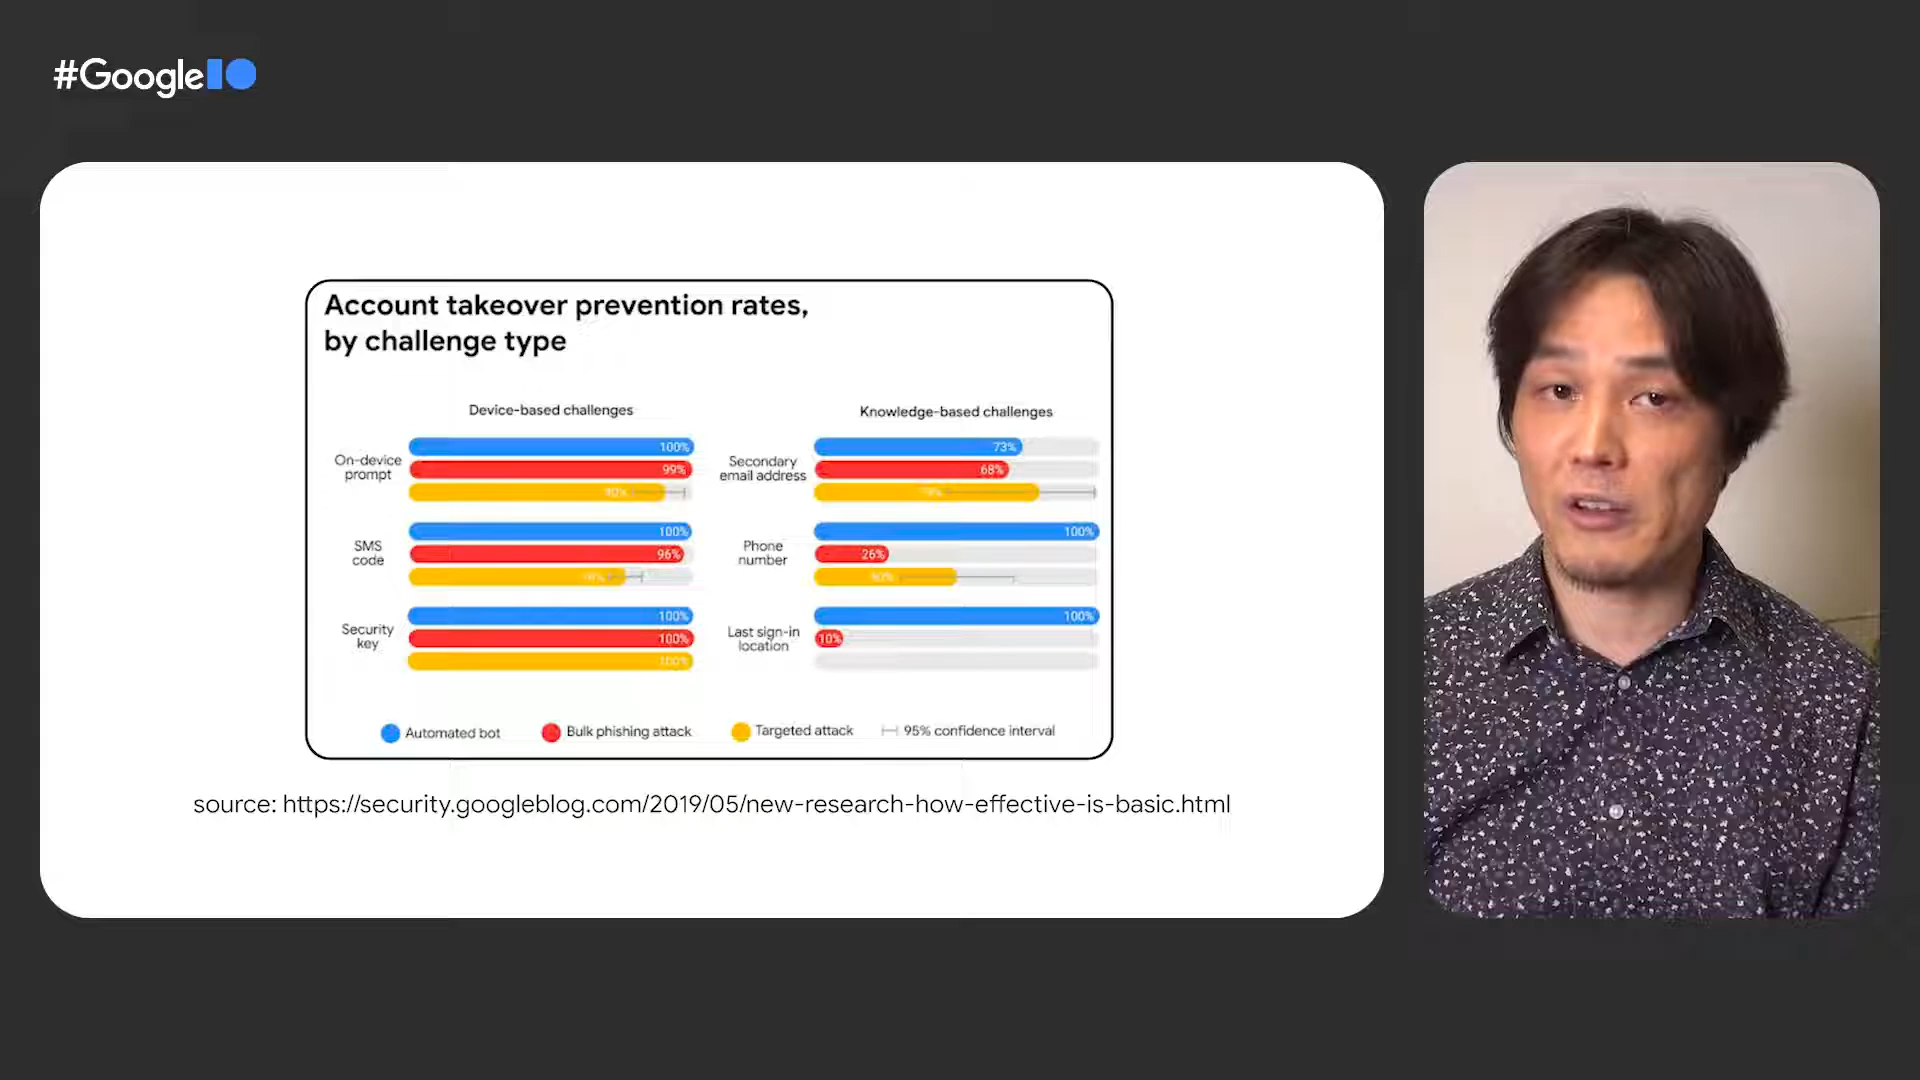 #GoogleIO
Account takeover prevention rates,
by challenge type
Device-based challenges
On-device
prompt
100%
99%
90%
SMS
code
100%
96%
Security
key
100%
100%
100%
Knowledge-based challenges
Secondary
email address
73%
68%
Phone
number
100%
26%
50%
Last sign-in
location
100%
10%
Automated bot
Bulk phishing attack
Targeted attack
95% confidence interval
source: https://security.googleblog.com/2019/05/new-research-how-effective-is-basic.html